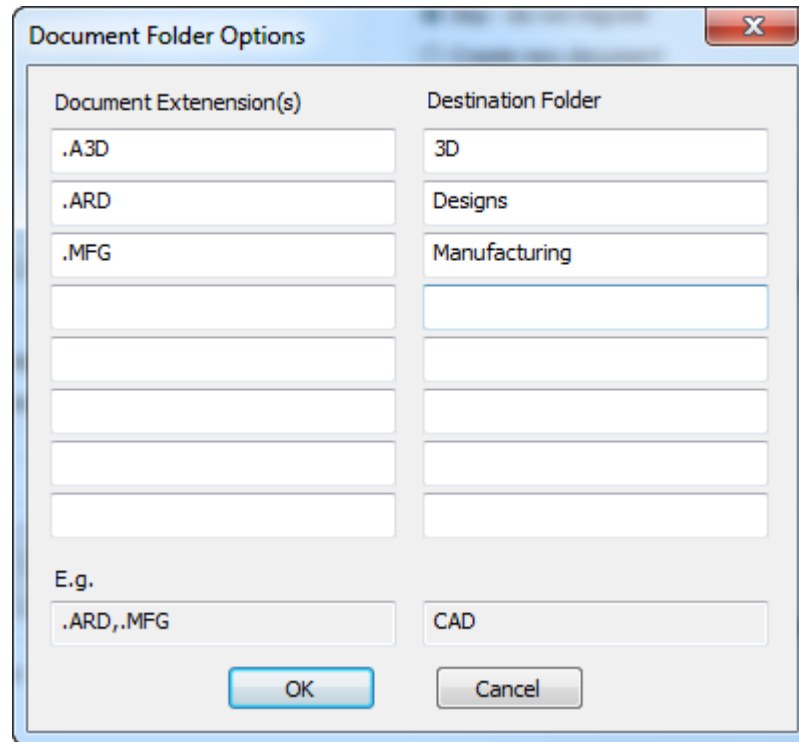 Document Folder Options
Document Extenension(s) Destination Folder
.A3D 3D
.ARD Designs
.MFG Manufacturing
E.g.
.ARD,.MFG CAD
OK Cancel